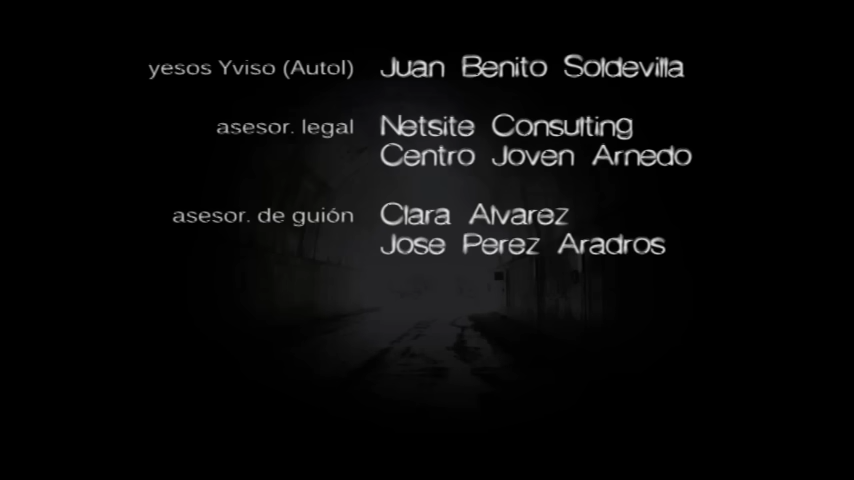 yesos Yviso (Autol) Juan Benito Soldevilla
asesor. legal Netsite Consulting
Centro Joven Arnedo
asesor. de guión Clara Alvarez
Jose Perez Aradros